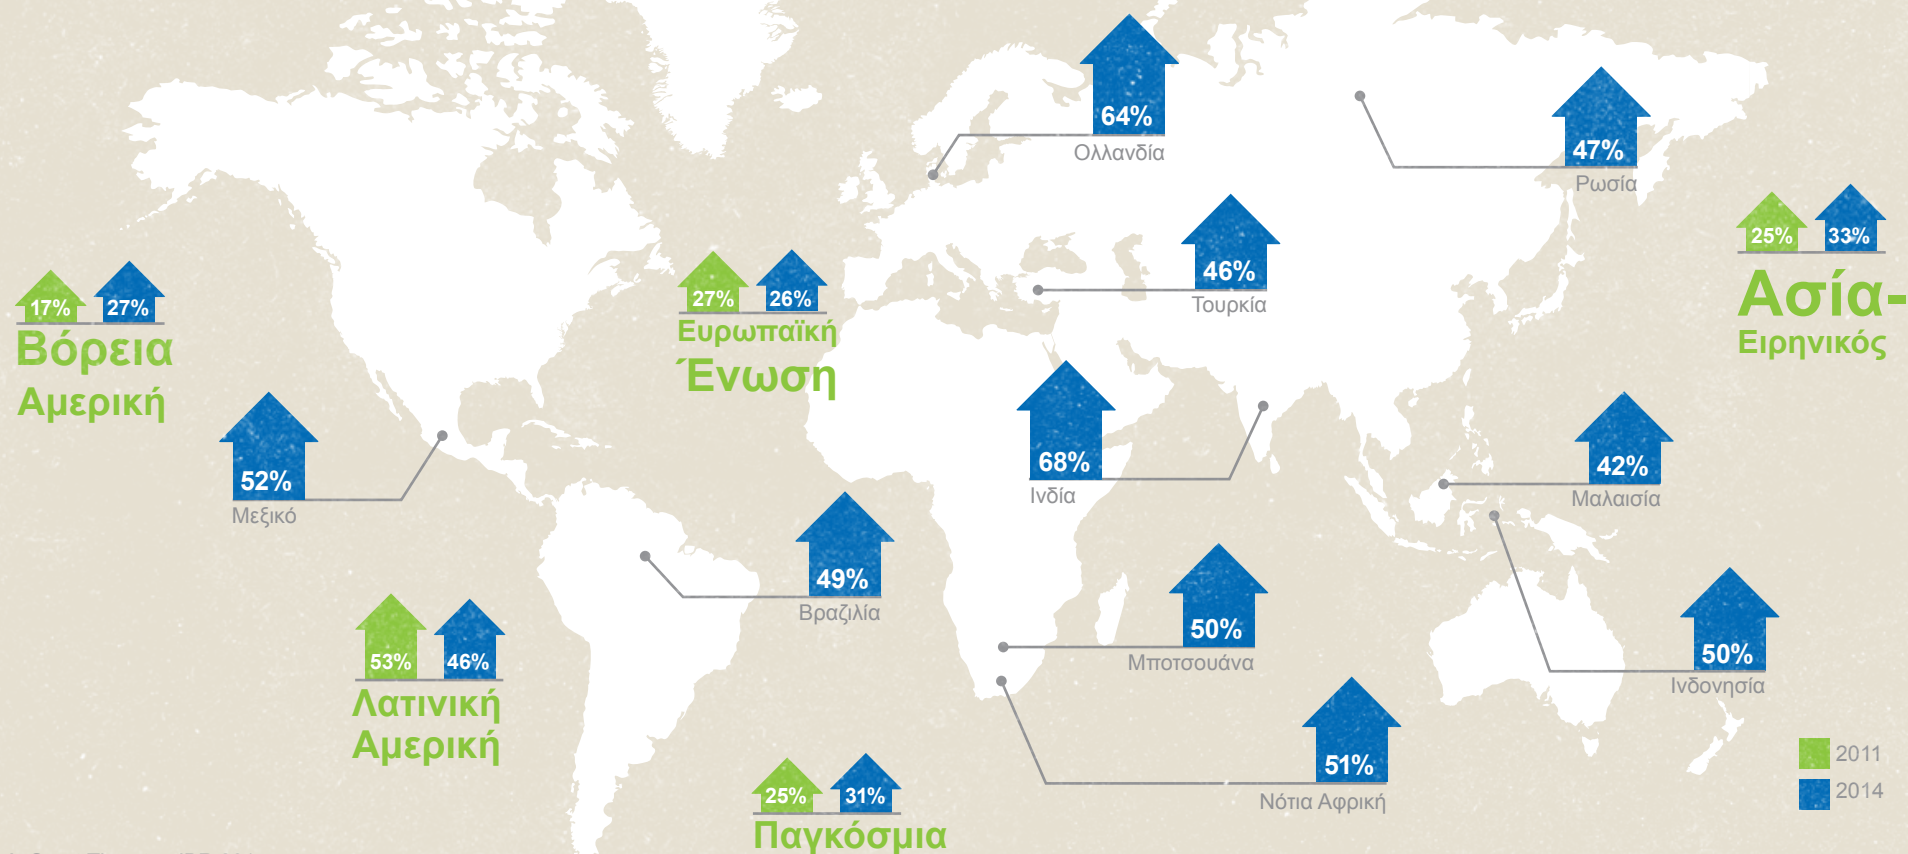 64%
Ολλανδία
47%
Ρωσία
25% 33%
Ασία-
Ειρηνικός
46%
Τουρκία
17% 27%
Βόρεια
Αμερική
27% 26%
Ευρωπαϊκή
Ένωση
52%
Μεξικό
68%
Ινδία
42%
Μαλαισία
49%
Βραζιλία
50%
Μποτσουάνα
50%
Ινδονησία
53% 46%
Λατινική
Αμερική
51%
Νότια Αφρική
25% 31%
Παγκόσμια
2011
2014